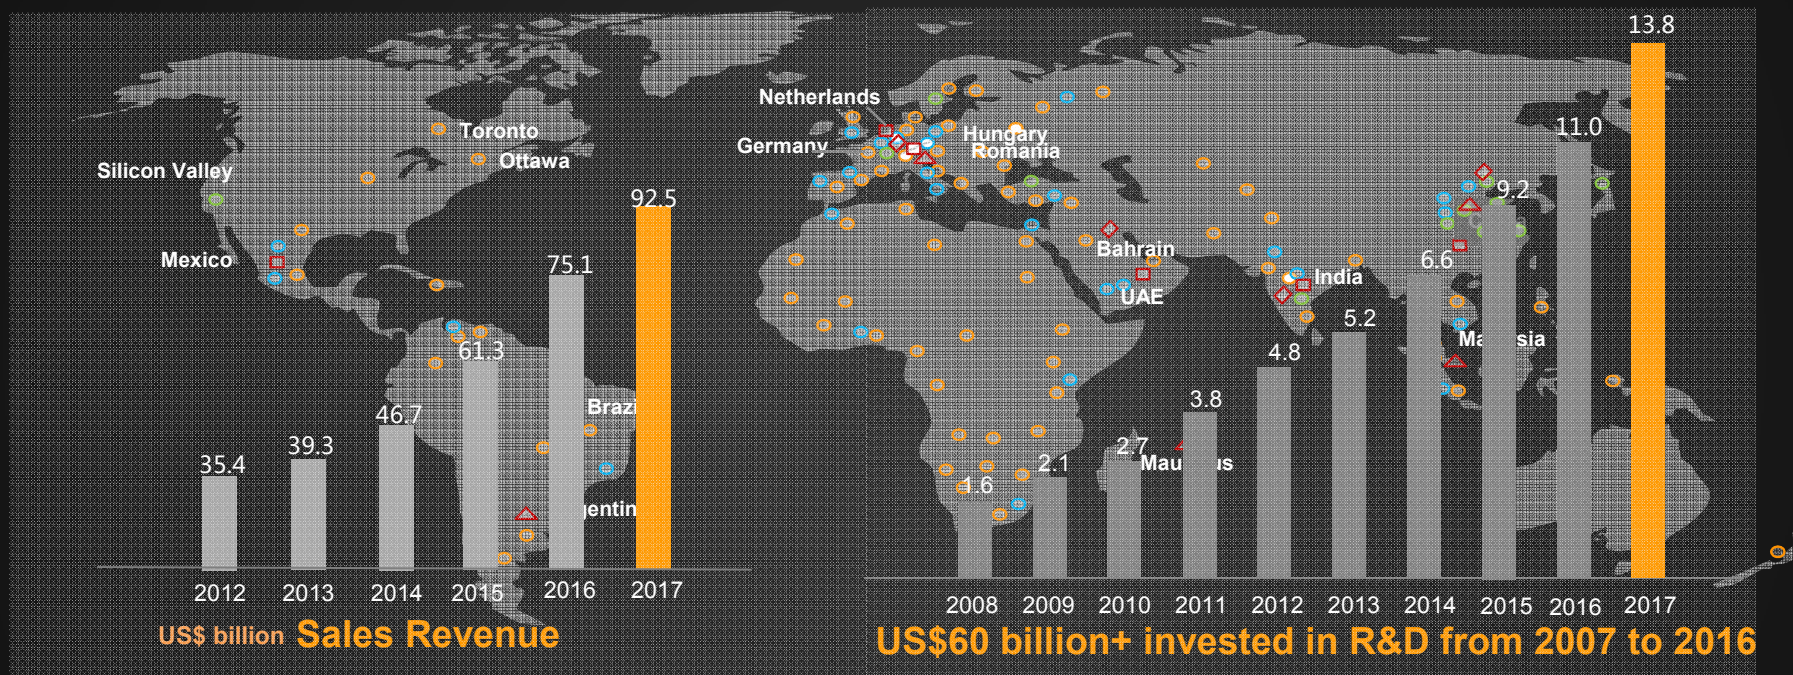 Netherlands
Toronto
Ottawa
Silicon Valley
Germany
Hungary
Romania
Mexico
Bahrain
UAE
India
Brazi
35.4
39.3
46.7
61.3
75.1
92.5
2012
2013
2014
2015
2016
2017
US$ billion Sales Revenue
1.6
2.1
2.7
3.8
4.8
5.2
6.6
9.2
11.0
13.8
2008
2009
2010
2011
2012
2013
2014
2015
2016
2017
US$60 billion+ invested in R&D from 2007 to 2016